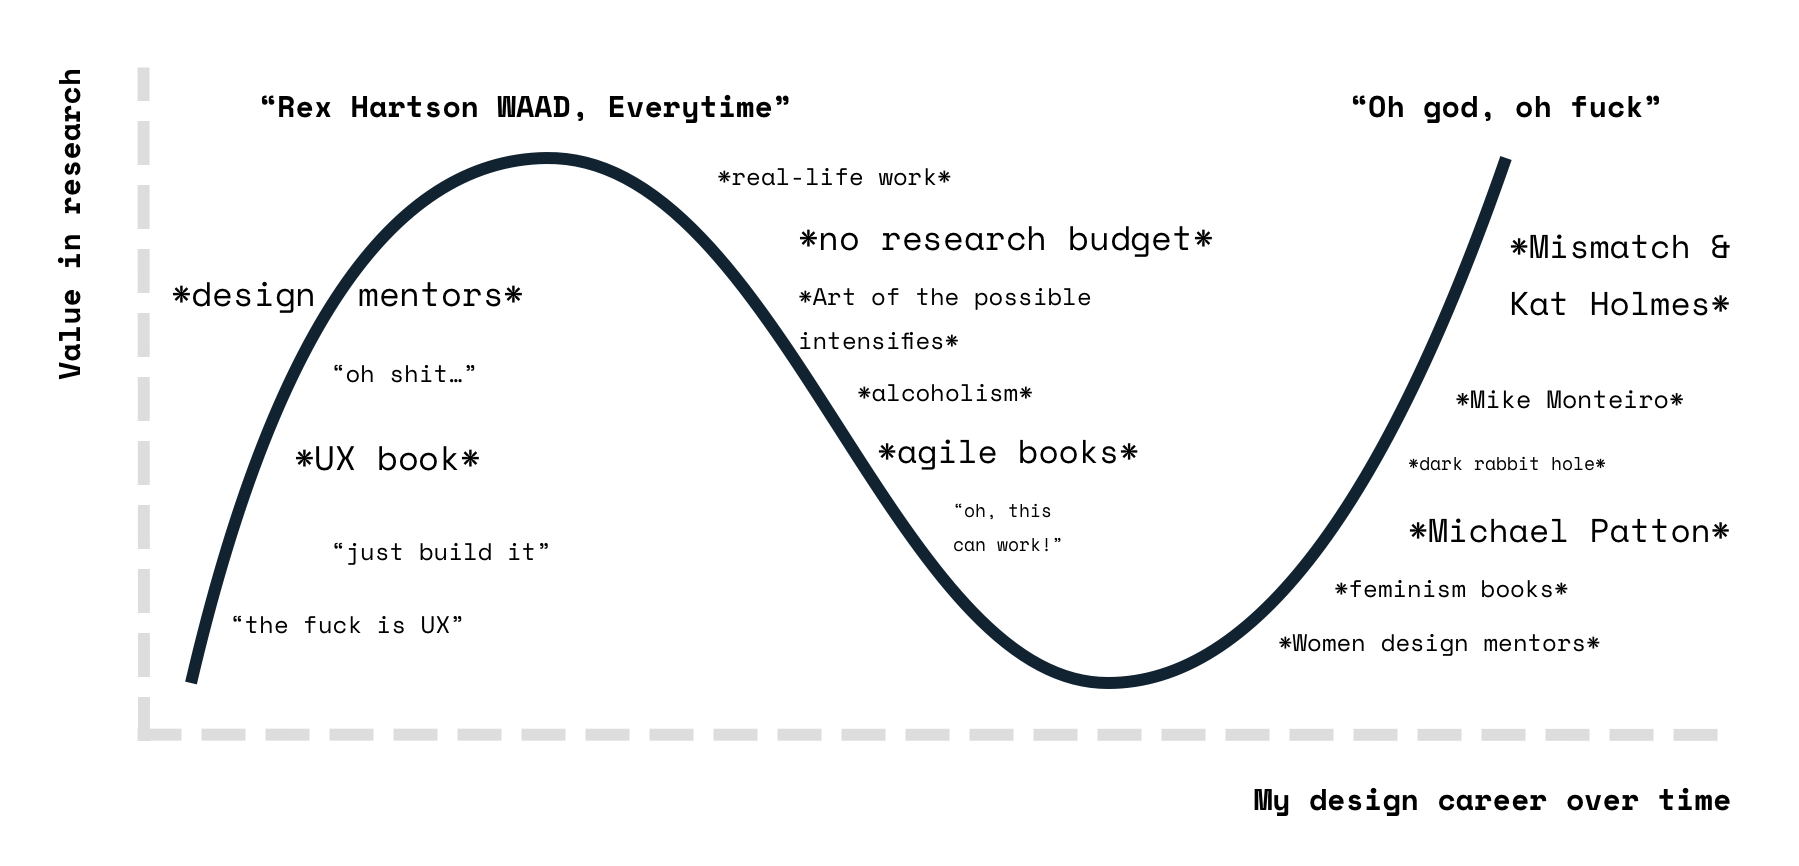 Value in research
“Rex Hartson WAAD, Everytime”
“Oh god, oh fuck”
*design mentors*
“oh shit…”
*UX book*
“just build it”
“the fuck is UX”
*real-life work*
*no research budget*
*Art of the possible
intensifies*
*alcoholism*
*agile books*
“oh, this
can work!”
*Mismatch &
Kat Holmes*
*Mike Monteiro*
*dark rabbit hole*
*Michael Patton*
*feminism books*
*Women design mentors*
My design career over time